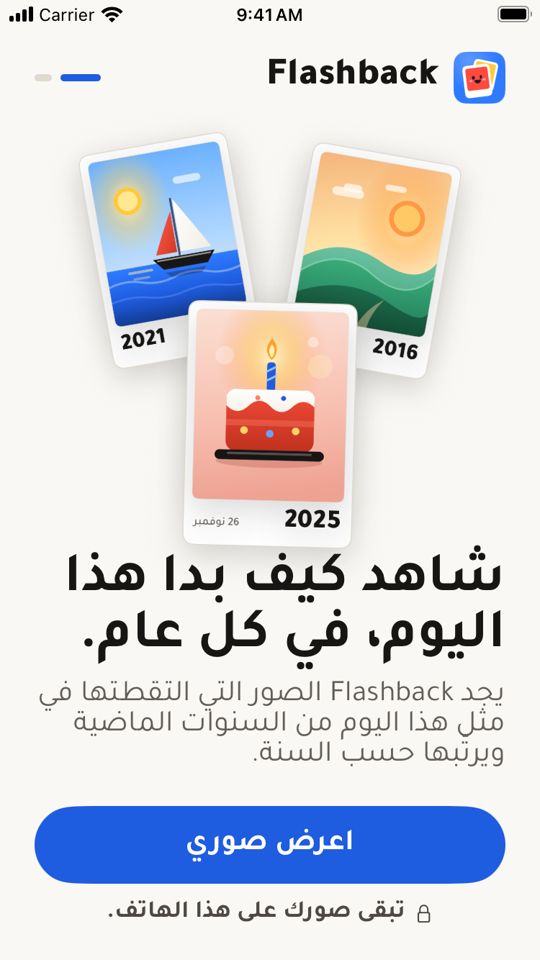 Carrier 9:41 AM
Flashback
2021
2016
2025
26 نوفمبر
شاهد كيف بدا هذا
اليوم، في كل عام.
يجد Flashback الصور التي التقطتها في
مثل هذا اليوم من السنوات الماضية
ويرتّبها حسب السنة.
اعرض صوري
تبقى صورك على هذا الهاتف.